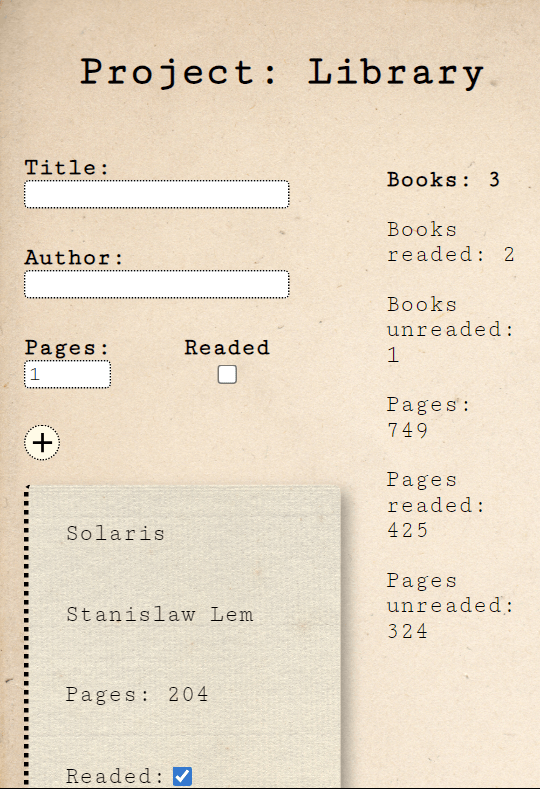 Project: Library
Title:
Author:
Pages:
Readed
1
+
Solaris
Stanislaw Lem
Pages: 204
Readed:
Books: 3
Books
readed: 2
Books
unreaded:
1
Pages:
749
Pages
readed:
425
Pages
unreaded:
324